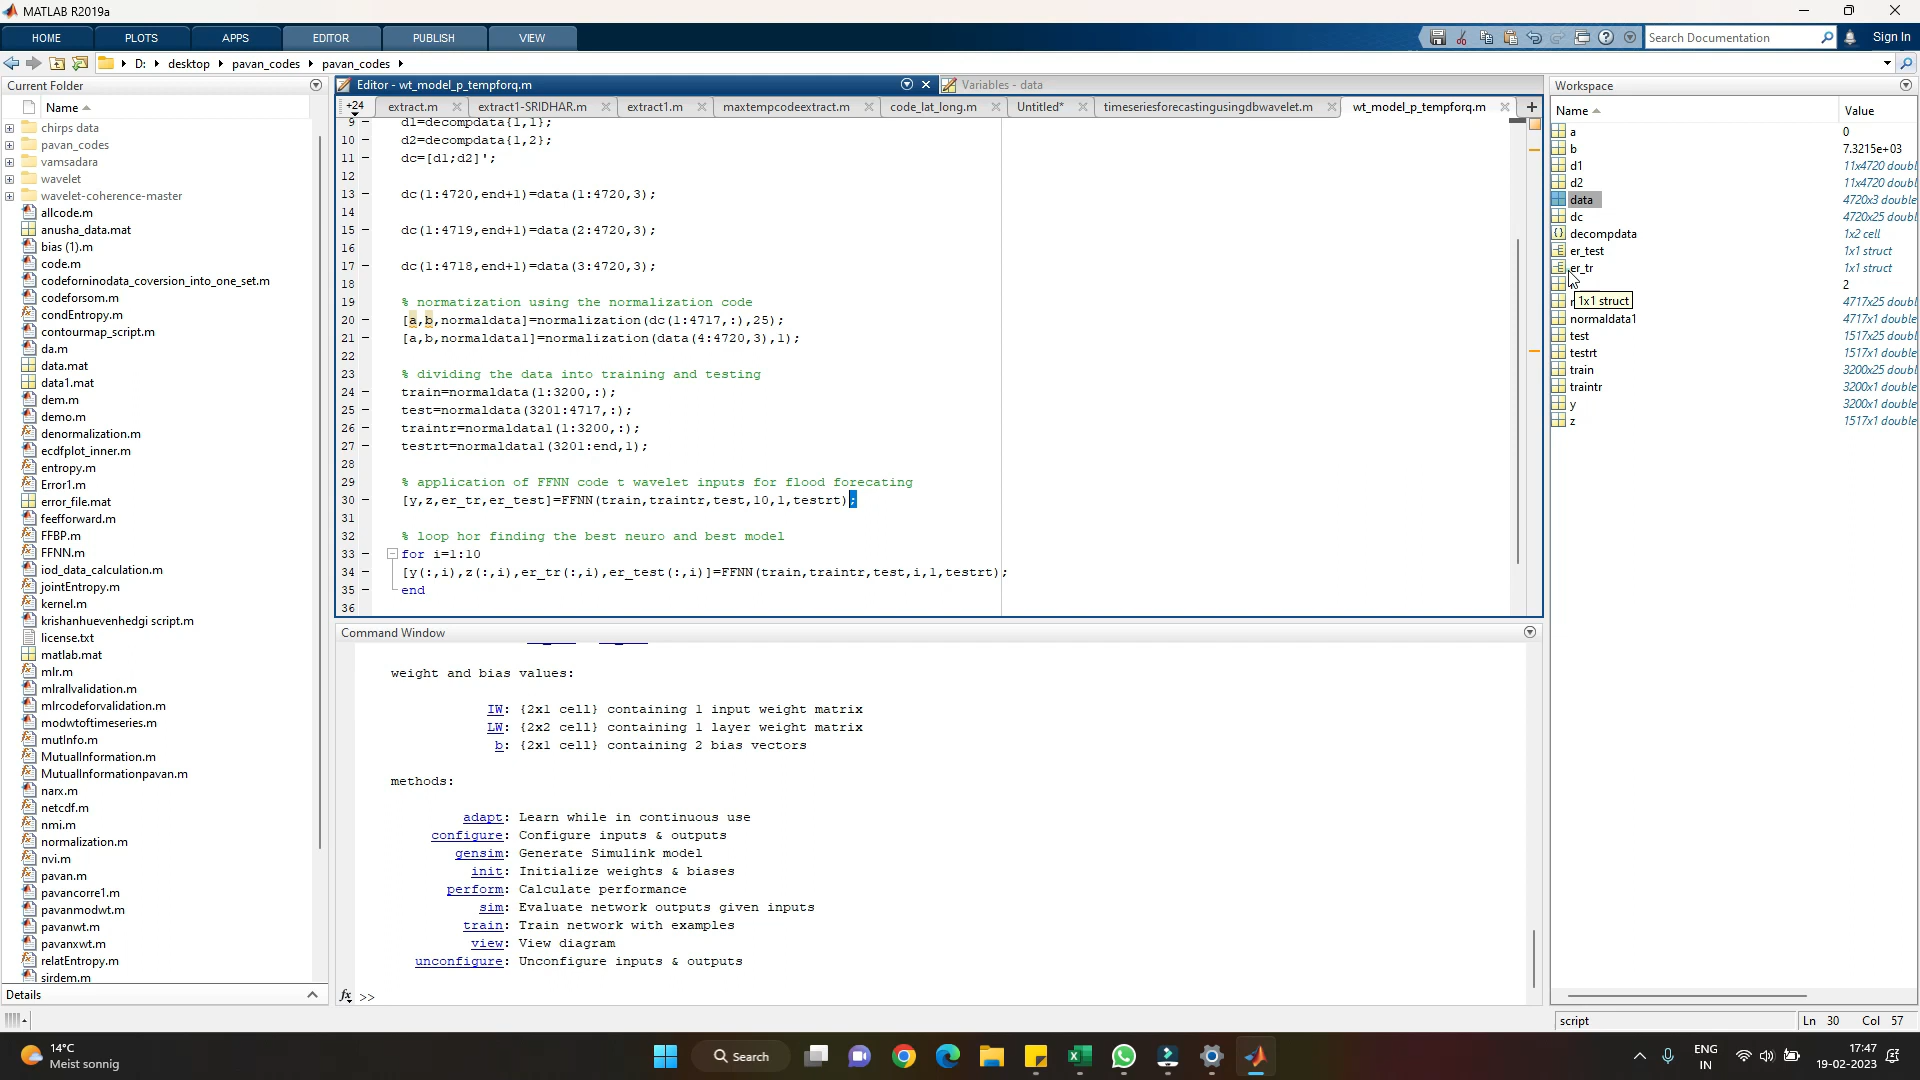 MATLAB R2019a
HOME
PLOTS
APPS
EDITOR
PUBLISH
VIEW
Search Documentation
Sign In
D: ▸ desktop ▸ pavan_codes ▸ pavan_codes ▸
Current Folder
Name
chirps data
pavan_codes
vamsadara
wavelet
wavelet-coherence-master
allcode.m
anusha_data.mat
bias (1).m
code.m
codeforninodata_coversion_into_one_set.m
codeforsom.m
condEntropy.m
contourmap_script.m
da.m
data.mat
data1.mat
dem.m
demo.m
denormalization.m
ecdfplot_inner.m
entropy.m
Error1.m
error_file.mat
feefforward.m
FFBP.m
FFNN.m
iod_data_calculation.m
jointEntropy.m
kernel.m
krishanhuevenhedgi script.m
license.txt
matlab.mat
mlr.m
mlrallvalidation.m
mlrcodeforvalidation.m
modwtoftimeseries.m
mutInfo.m
MutualInformation.m
MutualInformationpavan.m
narx.m
netcdf.m
nmi.m
normalization.m
nvi.m
pavan.m
pavancorre1.m
pavanmodwt.m
pavanwt.m
pavanxwt.m
relatEntropy.m
sirdem.m
Details
Editor - wt_model_p_tempforq.m
Variables - data
+24
extract.m
extract1-SRIDHAR.m
extract1.m
maxtempcodeextract.m
code_lat_long.m
Untitled*
timeseriesforecastingusingdbwavelet.m
wt_model_p_tempforq.m
9 – d1=decompdata{1,1};
10 – d2=decompdata{1,2};
11 – dc=[d1;d2]';
12
13 – dc(1:4720,end+1)=data(1:4720,3);
14
15 – dc(1:4719,end+1)=data(2:4720,3);
16
17 – dc(1:4718,end+1)=data(3:4720,3);
18
19 % normatization using the normalization code
20 – [a,b,normaldata]=normalization(dc(1:4717,:),25);
21 – [a,b,normaldata1]=normalization(data(4:4720,3),1);
22
23 % dividing the data into training and testing
24 – train=normaldata(1:3200,:);
25 – test=normaldata(3201:4717,:);
26 – traintr=normaldata1(1:3200,:);
27 – testrt=normaldata1(3201:end,1);
28
29 % application of FFNN code t wavelet inputs for flood forecating
30 – [y,z,er_tr,er_test]=FFNN(train,traintr,test,10,1,testrt);
31
32 % loop hor finding the best neuro and best model
33 – for i=1:10
34 – [y(:,i),z(:,i),er_tr(:,i),er_test(:,i)]=FFNN(train,traintr,test,i,1,testrt);
35 – end
36
Command Window
weight and bias values:
IW: {2x1 cell} containing 1 input weight matrix
LW: {2x2 cell} containing 1 layer weight matrix
b: {2x1 cell} containing 2 bias vectors
methods:
adapt: Learn while in continuous use
configure: Configure inputs & outputs
gensim: Generate Simulink model
init: Initialize weights & biases
perform: Calculate performance
sim: Evaluate network outputs given inputs
train: Train network with examples
view: View diagram
unconfigure: Unconfigure inputs & outputs
fx >>
Workspace
Name Value
a 0
b 7.3215e+03
d1 11x4720 doubl
d2 11x4720 doubl
data 4720x3 double
dc 4720x25 doubl
decompdata 1x2 cell
er_test 1x1 struct
er_tr 1x1 struct
2
1x1 struct
4717x25 doubl
normaldata1 4717x1 double
test 1517x25 doubl
testrt 1517x1 double
train 3200x25 doubl
traintr 3200x1 double
y 3200x1 double
z 1517x1 double
script
Ln 30 Col 57
14°C
Meist sonnig
Search
ENG
IN
17:47
19-02-2023